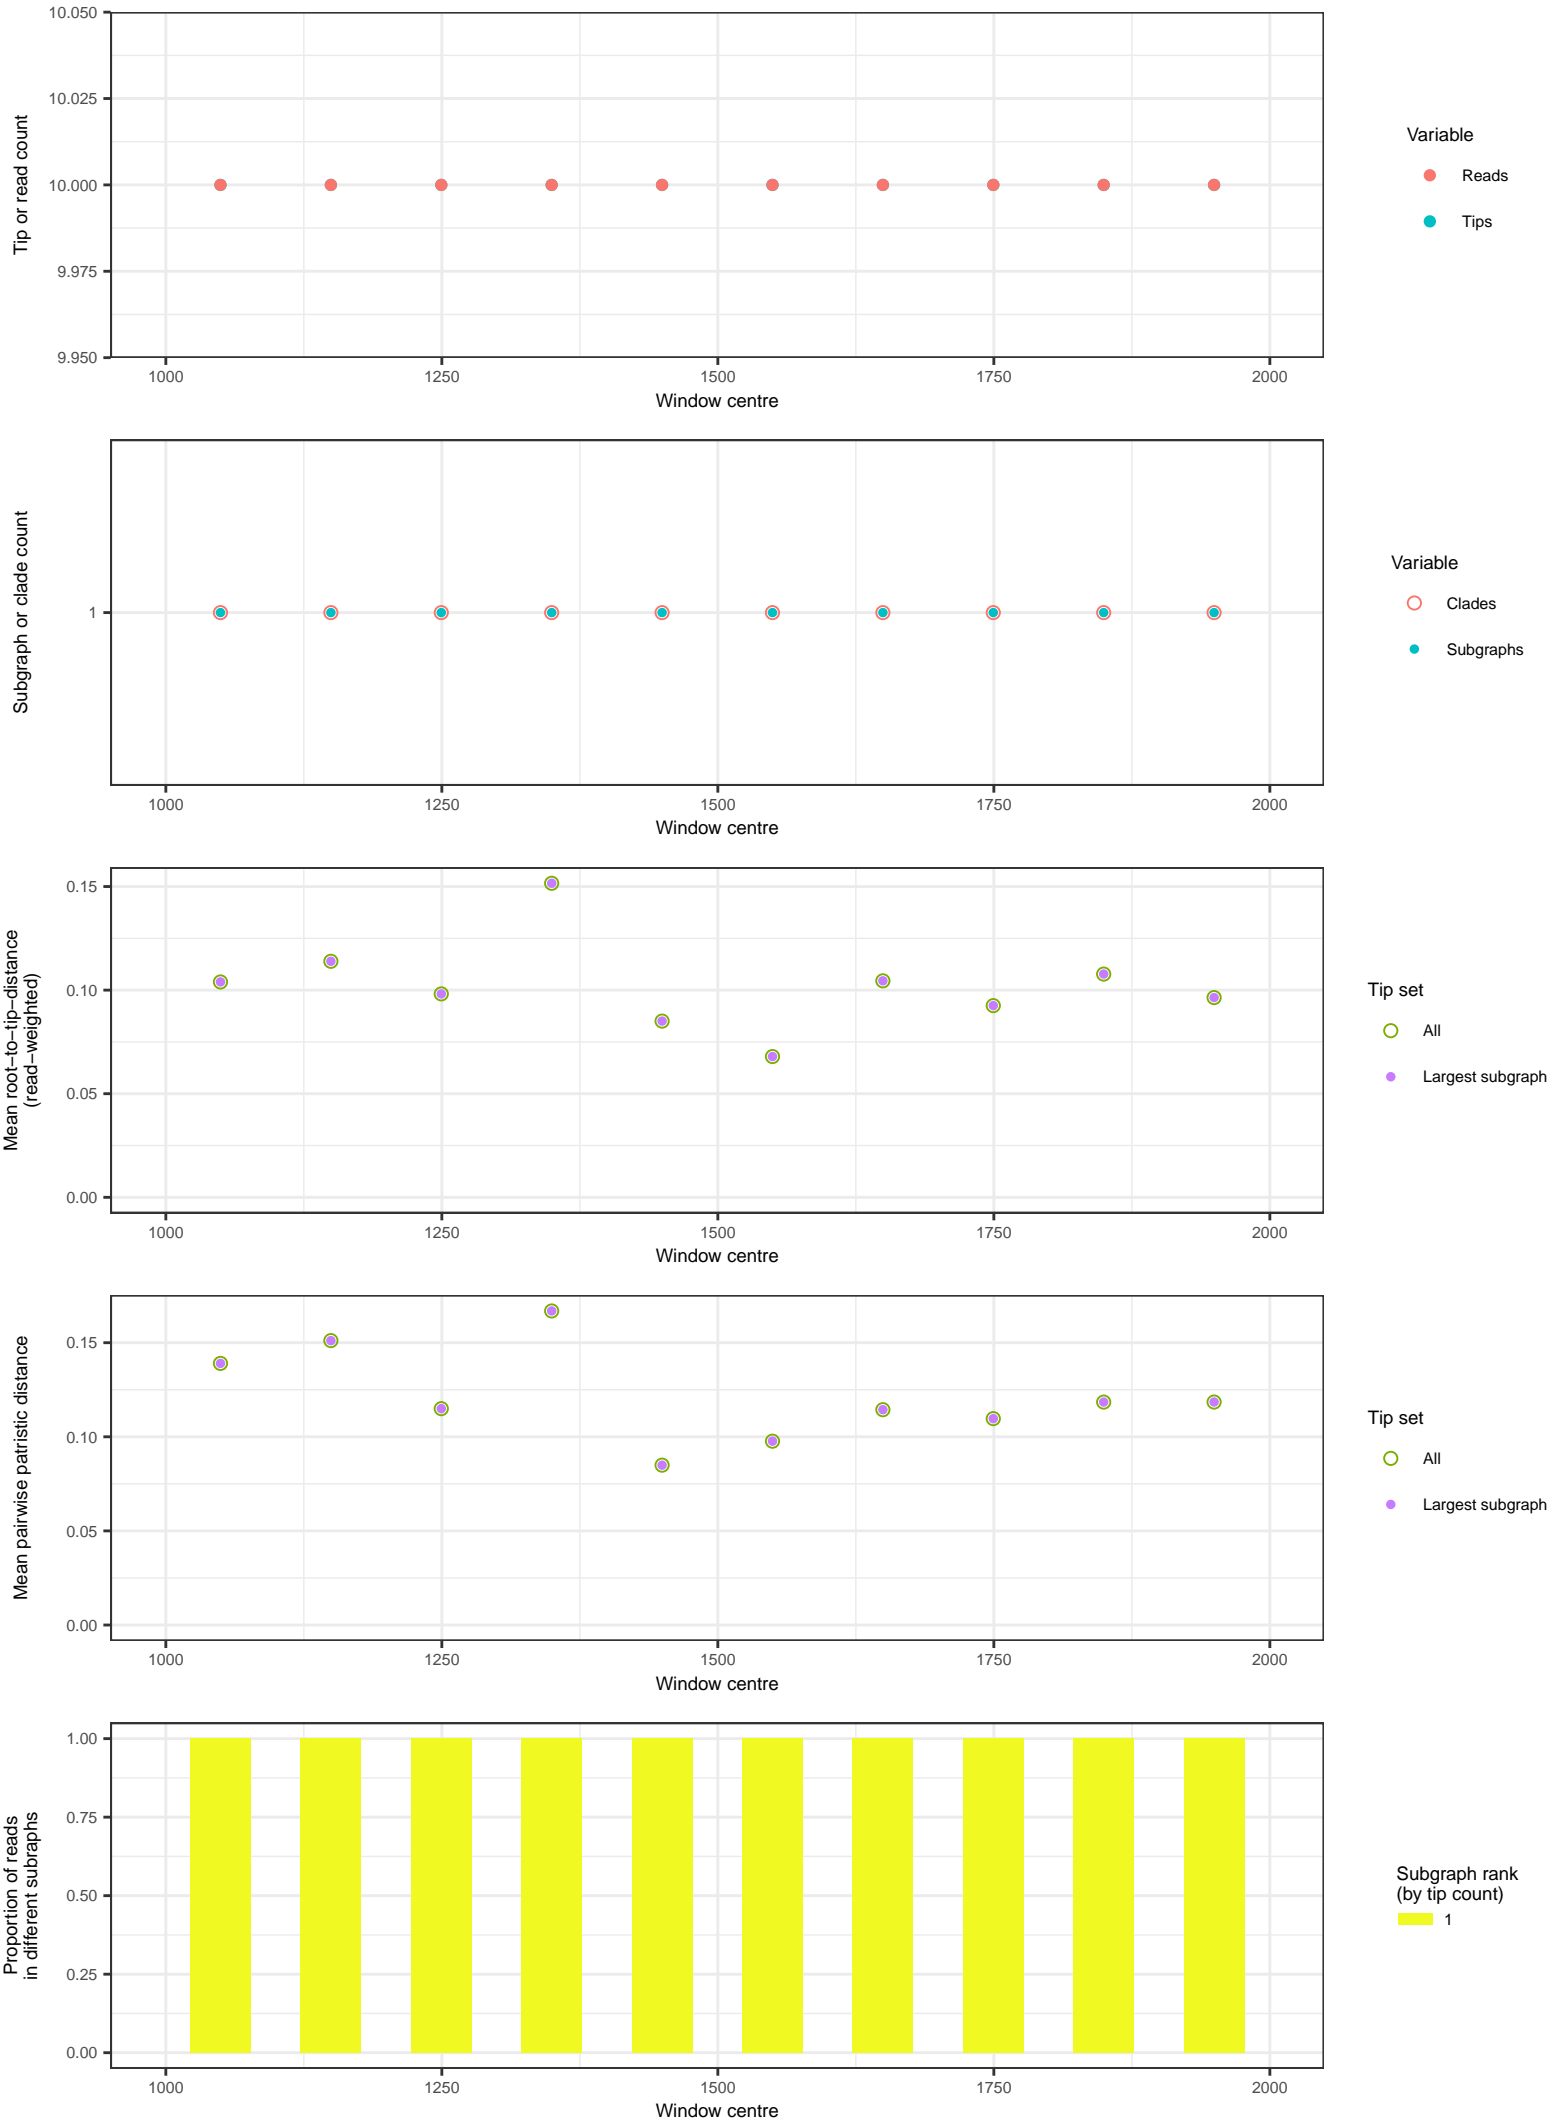 10.050
10.025
10.000
9.975
9.950
Tip or read count
1000 1250 1500 1750 2000
Window centre
Variable
Reads
Tips
1
Subgraph or clade count
1000 1250 1500 1750 2000
Window centre
Variable
Clades
Subgraphs
0.15
0.10
0.05
0.00
Mean root−to−tip−distance
(read−weighted)
1000 1250 1500 1750 2000
Window centre
Tip set
All
Largest subgraph
0.15
0.10
0.05
0.00
Mean pairwise patristic distance
1000 1250 1500 1750 2000
Window centre
Tip set
All
Largest subgraph
1.00
0.75
0.50
0.25
0.00
Proportion of reads
in different subraphs
1000 1250 1500 1750 2000
Window centre
Subgraph rank
(by tip count)
1